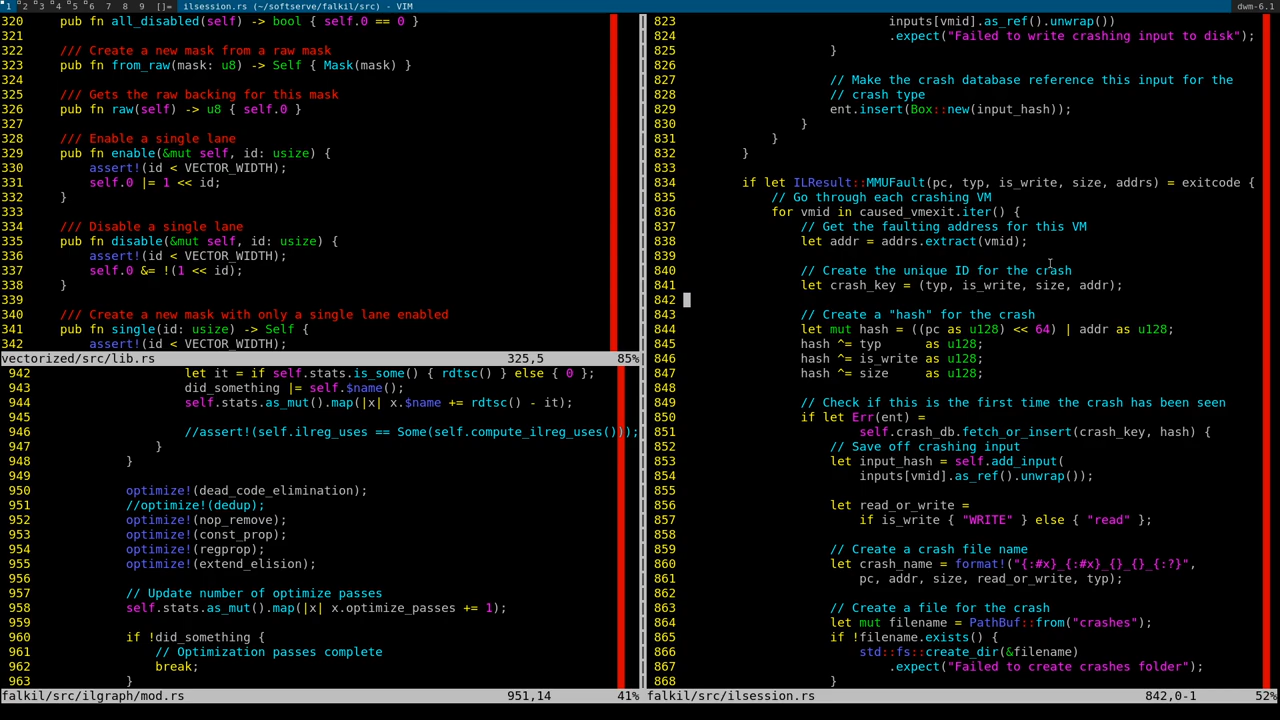 1 2 3 4 5 6 7 8 9 []= ilsession.rs (~/softserve/falkil/src) - VIM dwm-6.1
320     pub fn all_disabled(self) -> bool { self.0 == 0 }
321
322     /// Create a new mask from a raw mask
323     pub fn from_raw(mask: u8) -> Self { Mask(mask) }
324
325     /// Gets the raw backing for this mask
326     pub fn raw(self) -> u8 { self.0 }
327
328     /// Enable a single lane
329     pub fn enable(&mut self, id: usize) {
330         assert!(id < VECTOR_WIDTH);
331         self.0 |= 1 << id;
332     }
333
334     /// Disable a single lane
335     pub fn disable(&mut self, id: usize) {
336         assert!(id < VECTOR_WIDTH);
337         self.0 &= !(1 << id);
338     }
339
340     /// Create a new mask with only a single lane enabled
341     pub fn single(id: usize) -> Self {
342         assert!(id < VECTOR_WIDTH);
vectorized/src/lib.rs 325,5 85%
942                     let it = if self.stats.is_some() { rdtsc() } else { 0 };
943                     did_something |= self.$name();
944                     self.stats.as_mut().map(|x| x.$name += rdtsc() - it);
945
946                     //assert!(self.ilreg_uses == Some(self.compute_ilreg_uses()));
947                 }
948             }
949
950             optimize!(dead_code_elimination);
951             //optimize!(dedup);
952             optimize!(nop_remove);
953             optimize!(const_prop);
954             optimize!(regprop);
955             optimize!(extend_elision);
956
957             // Update number of optimize passes
958             self.stats.as_mut().map(|x| x.optimize_passes += 1);
959
960             if !did_something {
961                 // Optimization passes complete
962                 break;
963             }
falkil/src/ilgraph/mod.rs 951,14 41%
823                             inputs[vmid].as_ref().unwrap())
824                             .expect("Failed to write crashing input to disk");
825                     }
826
827                     // Make the crash database reference this input for the
828                     // crash type
829                     ent.insert(Box::new(input_hash));
830                 }
831             }
832         }
833
834         if let ILResult::MMUFault(pc, typ, is_write, size, addrs) = exitcode {
835             // Go through each crashing VM
836             for vmid in caused_vmexit.iter() {
837                 // Get the faulting address for this VM
838                 let addr = addrs.extract(vmid);
839
840                 // Create the unique ID for the crash
841                 let crash_key = (typ, is_write, size, addr);
842
843                 // Create a "hash" for the crash
844                 let mut hash = ((pc as u128) << 64) | addr as u128;
845                 hash ^= typ      as u128;
846                 hash ^= is_write as u128;
847                 hash ^= size     as u128;
848
849                 // Check if this is the first time the crash has been seen
850                 if let Err(ent) =
851                         self.crash_db.fetch_or_insert(crash_key, hash) {
852                     // Save off crashing input
853                     let input_hash = self.add_input(
854                         inputs[vmid].as_ref().unwrap());
855
856                     let read_or_write =
857                         if is_write { "WRITE" } else { "read" };
858
859                     // Create a crash file name
860                     let crash_name = format!("{:#x}_{:#x}_{}_{}_{:?}",
861                         pc, addr, size, read_or_write, typ);
862
863                     // Create a file for the crash
864                     let mut filename = PathBuf::from("crashes");
865                     if !filename.exists() {
866                         std::fs::create_dir(&filename)
867                             .expect("Failed to create crashes folder");
868                     }
falkil/src/ilsession.rs 842,0-1 52%